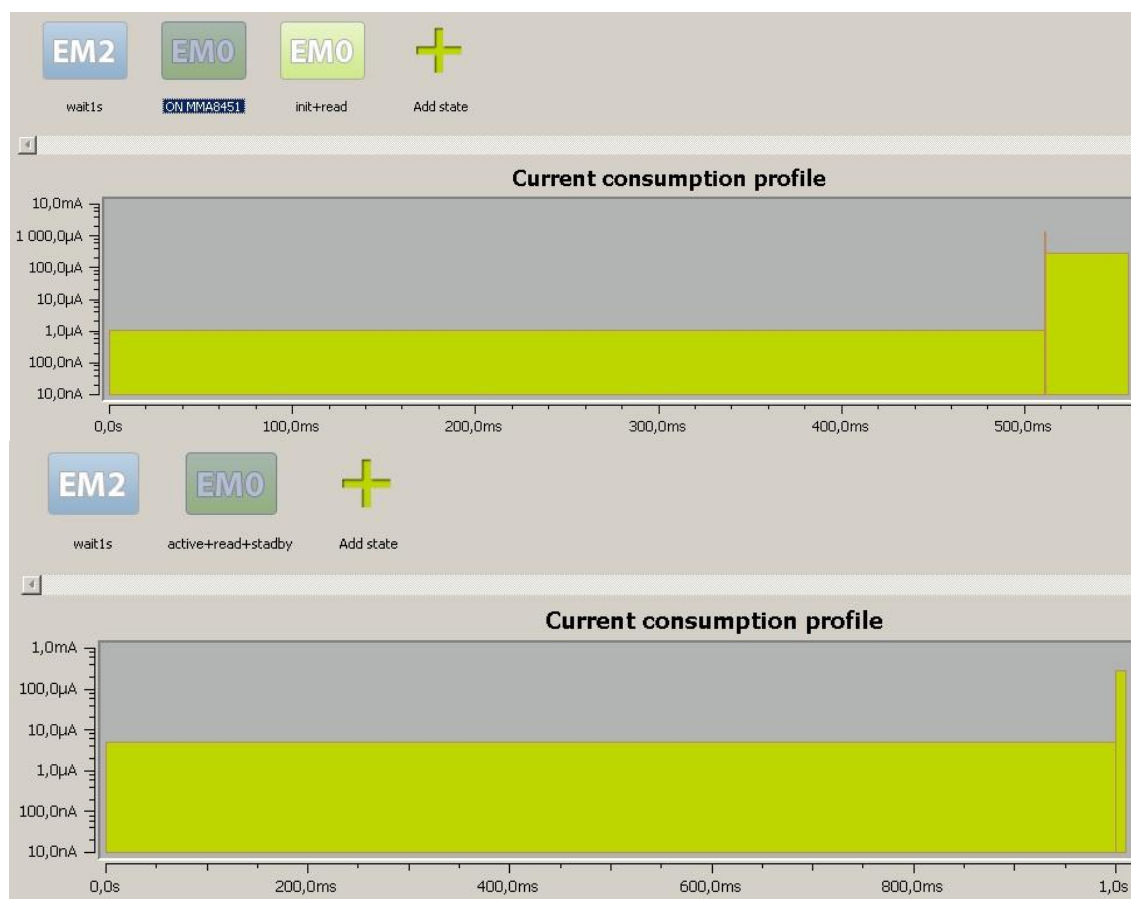 EM2 EM0 EM0
wait1s ON MMA8451 init+read Add state
Current consumption profile
10,0mA
1 000,0µA
100,0µA
10,0µA
1,0µA
100,0nA
10,0nA
0,0s 100,0ms 200,0ms 300,0ms 400,0ms 500,0ms
EM2 EM0
wait1s active+read+stadby Add state
Current consumption profile
1,0mA
100,0µA
10,0µA
1,0µA
100,0nA
10,0nA
0,0s 200,0ms 400,0ms 600,0ms 800,0ms 1,0s